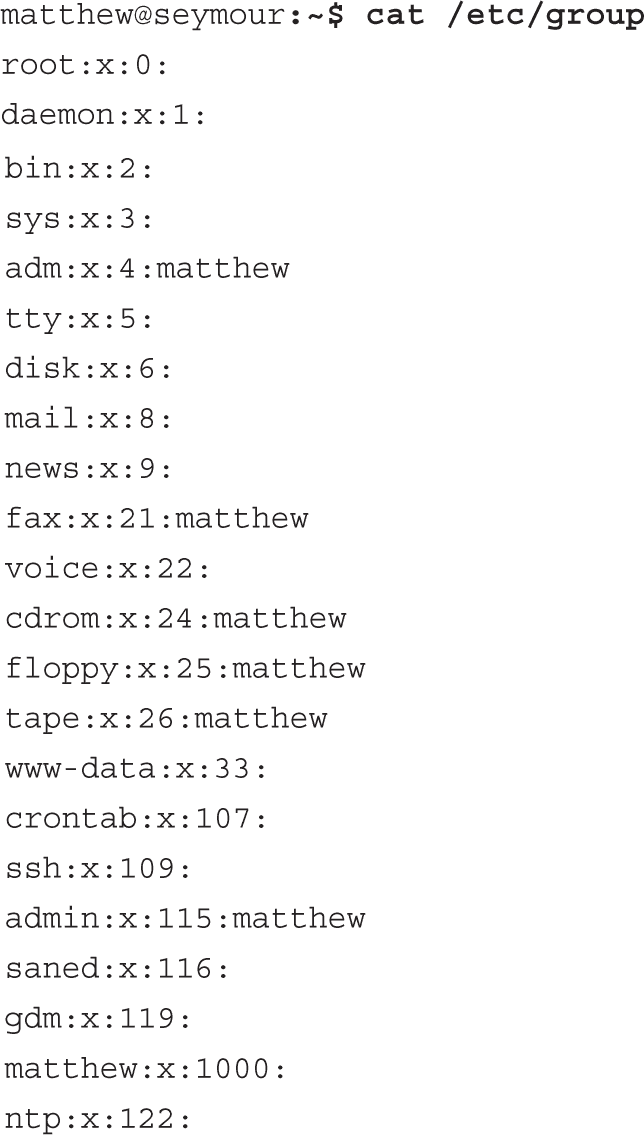 matthew@seymour:~$ cat /etc/group
root:x:0:
daemon:x:1:
bin:x:2:
sys:x:3:
adm:x:4:matthew
tty:x:5:
disk:x:6:
mail:x:8:
news:x:9:
fax:x:21:matthew
voice:x:22:
cdrom:x:24:matthew
floppy:x:25:matthew
tape:x:26:matthew
www-data:x:33:
crontab:x:107:
ssh:x:109:
admin:x:115:matthew
saned:x:116:
gdm:x:119:
matthew:x:1000:
ntp:x:122: